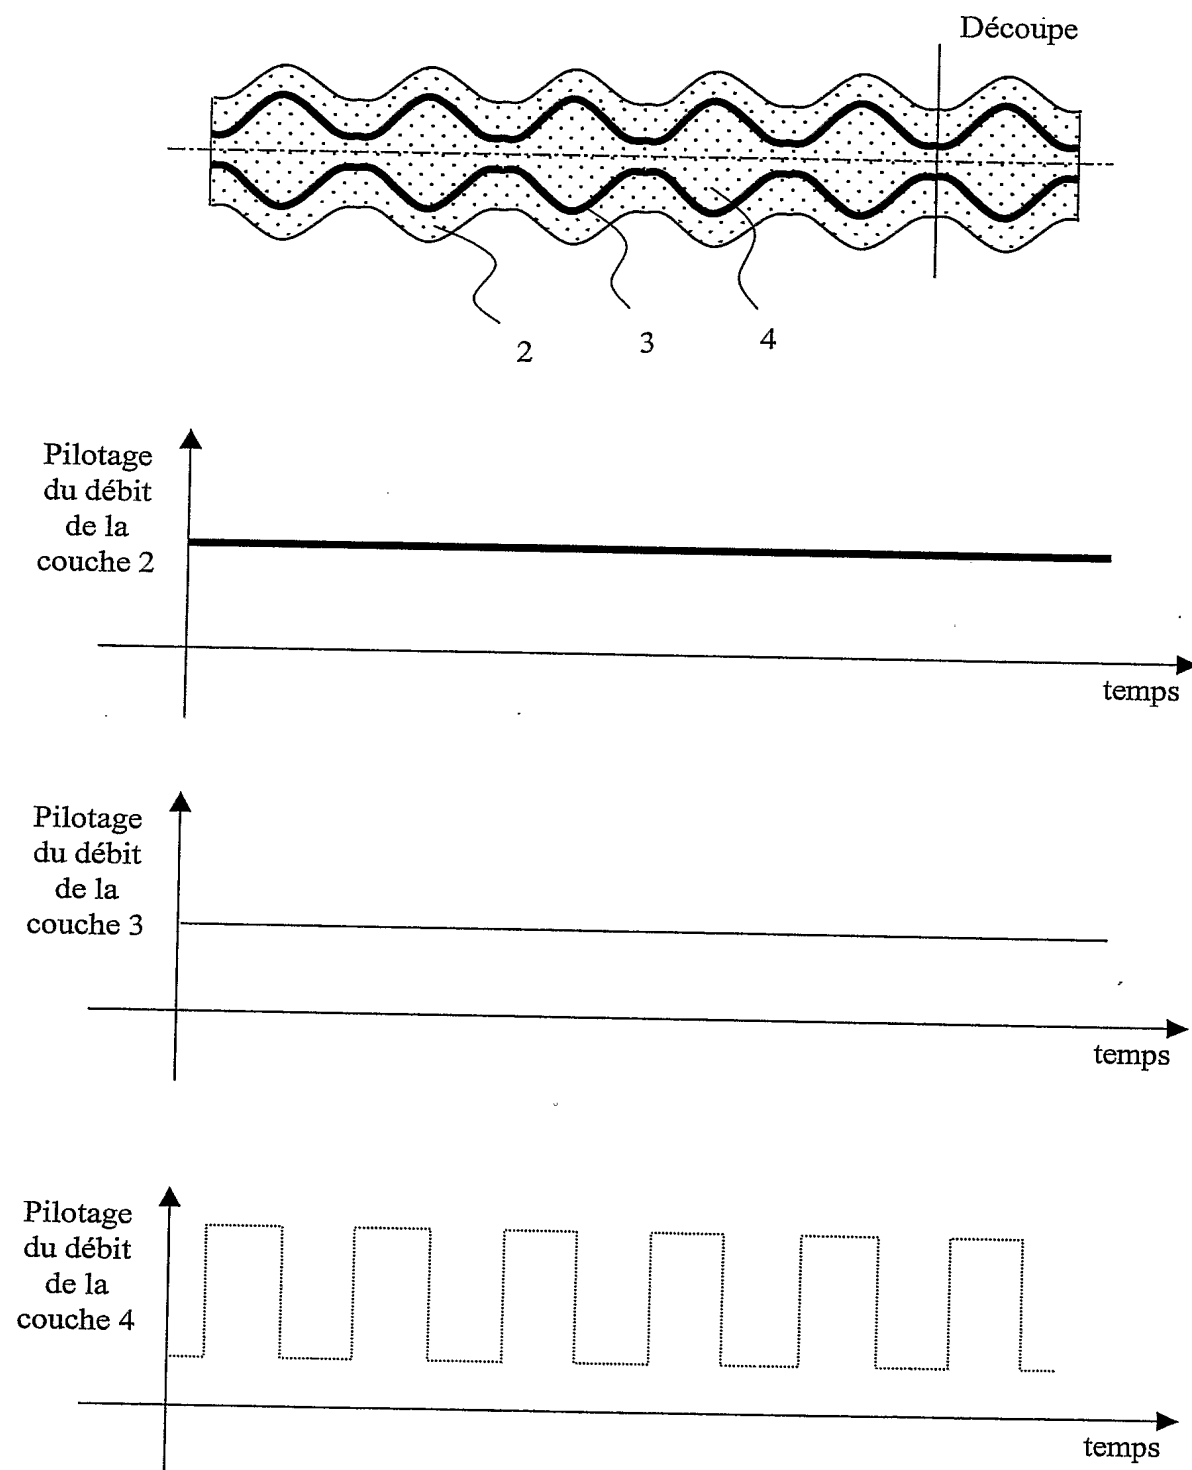 Découpe
2
3
4
Pilotage
du débit
de la
couche 2
temps
Pilotage
du débit
de la
couche 3
temps
Pilotage
du débit
de la
couche 4
temps